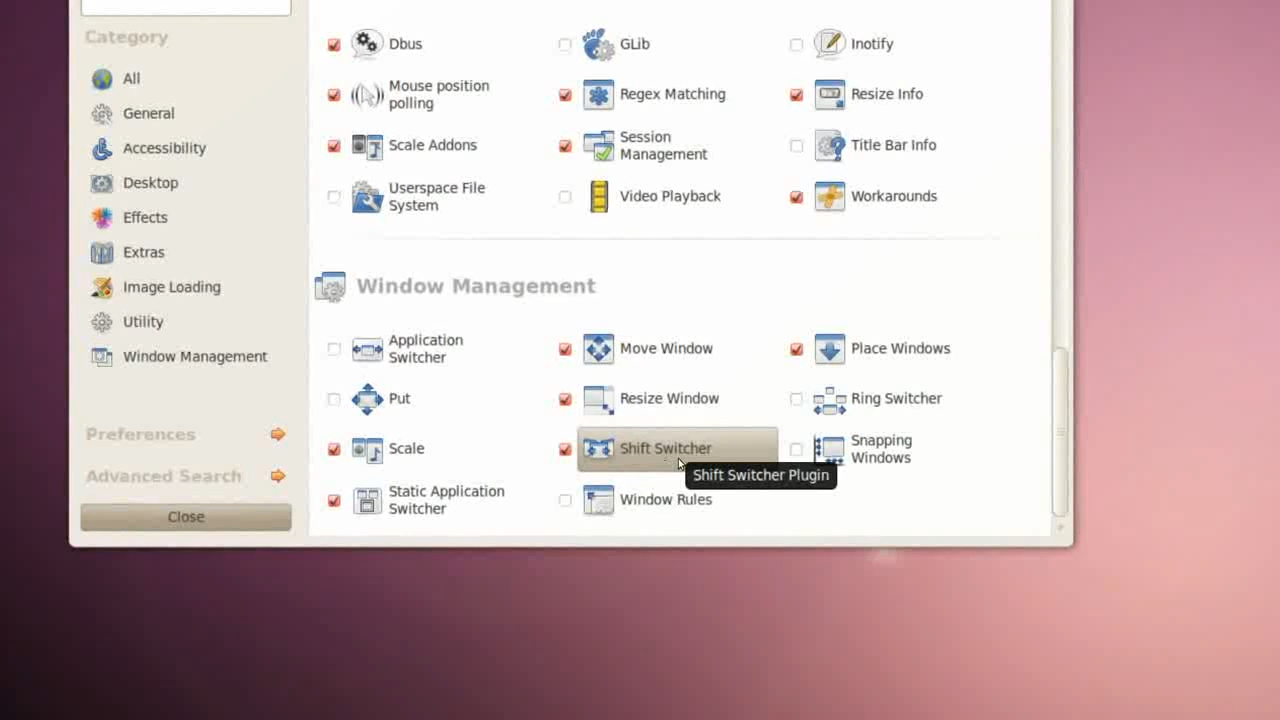 Category
All
General
Accessibility
Desktop
Effects
Extras
Image Loading
Utility
Window Management
Preferences
Advanced Search
Close
Dbus
GLib
Inotify
Mouse position
polling
Regex Matching
Resize Info
Scale Addons
Session
Management
Title Bar Info
Userspace File
System
Video Playback
Workarounds
Window Management
Application
Switcher
Move Window
Place Windows
Put
Resize Window
Ring Switcher
Scale
Shift Switcher
Snapping
Windows
Shift Switcher Plugin
Static Application
Switcher
Window Rules